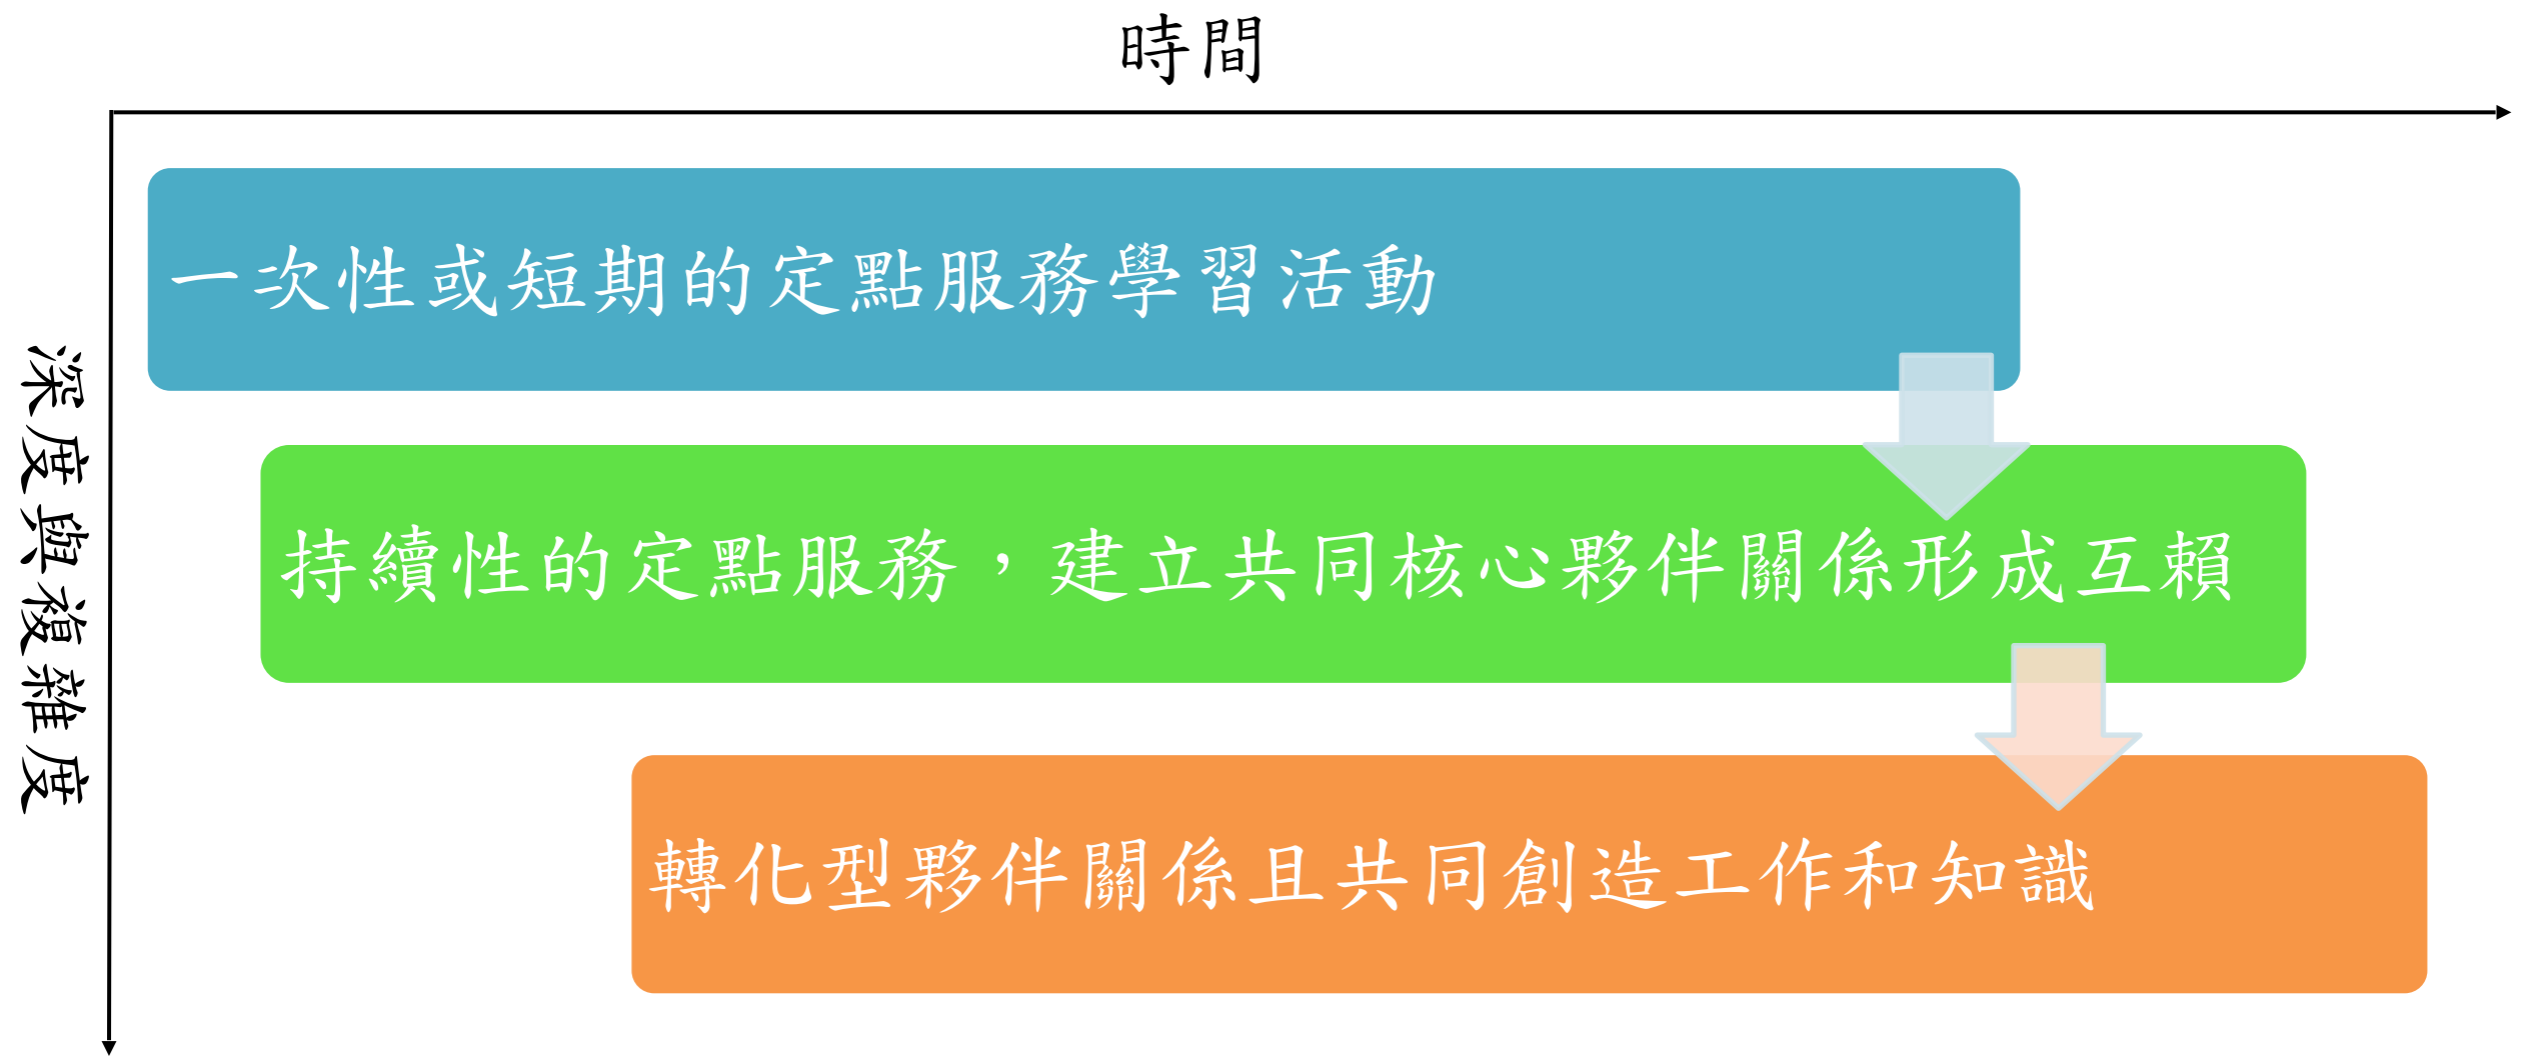 時間
深度與複雜度
一次性或短期的定點服務學習活動
持續性的定點服務，建立共同核心夥伴關係形成互賴
轉化型夥伴關係且共同創造工作和知識